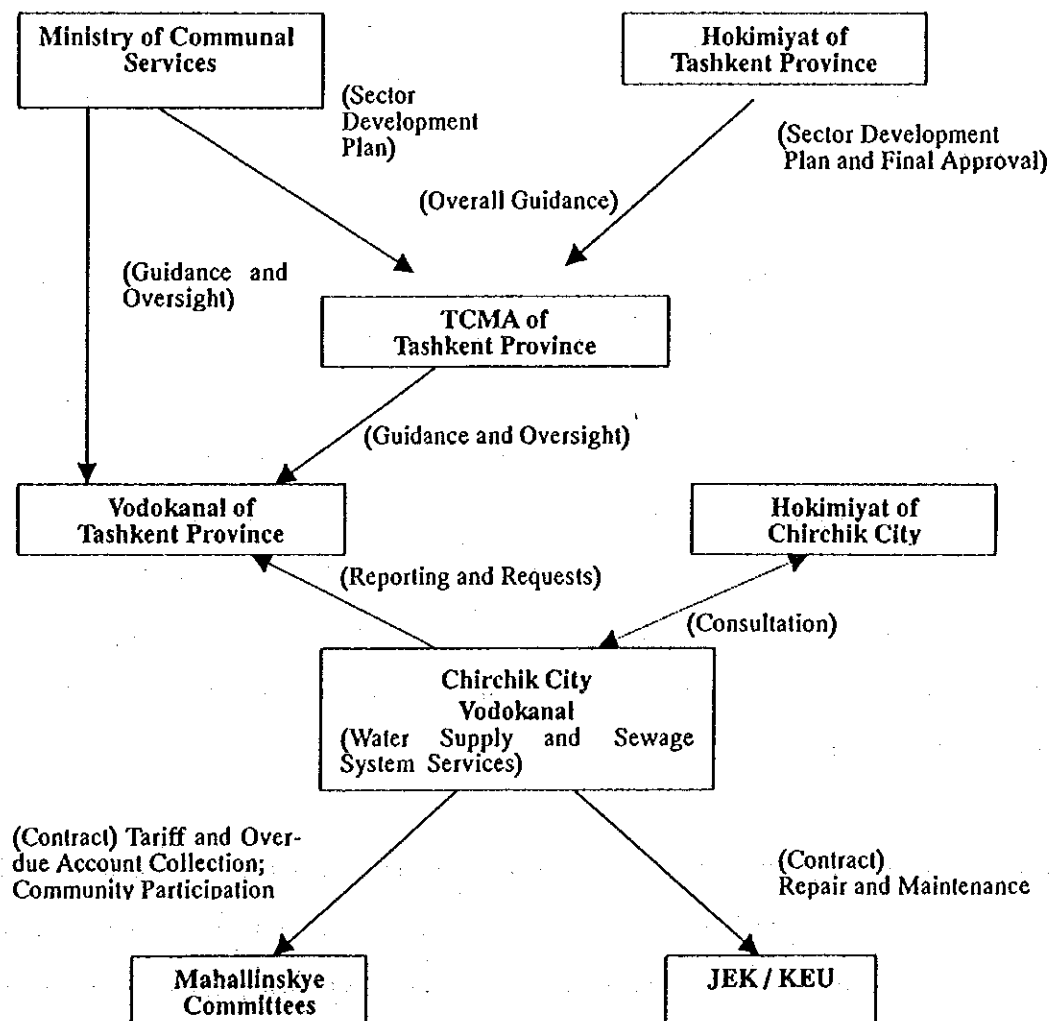 Ministry of Communal
Services
Hokimiyat of
Tashkent Province
(Sector
Development
Plan)
(Sector Development
Plan and Final Approval)
(Overall Guidance)
(Guidance and
Oversight)
TCMA of
Tashkent Province
(Guidance and Oversight)
Vodokanal of
Tashkent Province
Hokimiyat of
Chirchik City
(Reporting and Requests)
(Consultation)
Chirchik City
Vodokanal
(Water Supply and Sewage
System Services)
(Contract) Tariff and Over-
due Account Collection;
Community Participation
(Contract)
Repair and Maintenance
Mahallinskye
Committees
JEK / KEU